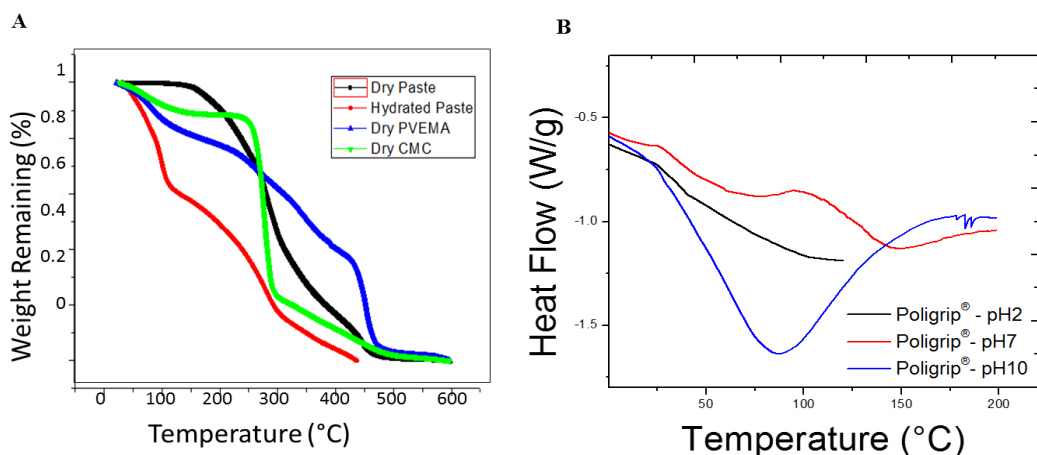 A
Weight Remaining (%)
1
0.8
0.6
0.4
0.2
0
0
100
200
300
400
500
600
Temperature (°C)
Dry Paste
Hydrated Paste
Dry PVEMA
Dry CMC
B
Heat Flow (W/g)
-0.5
-1.0
-1.5
50
100
150
200
Temperature (°C)
Poligrip® - pH2
Poligrip® - pH7
Poligrip®- pH10